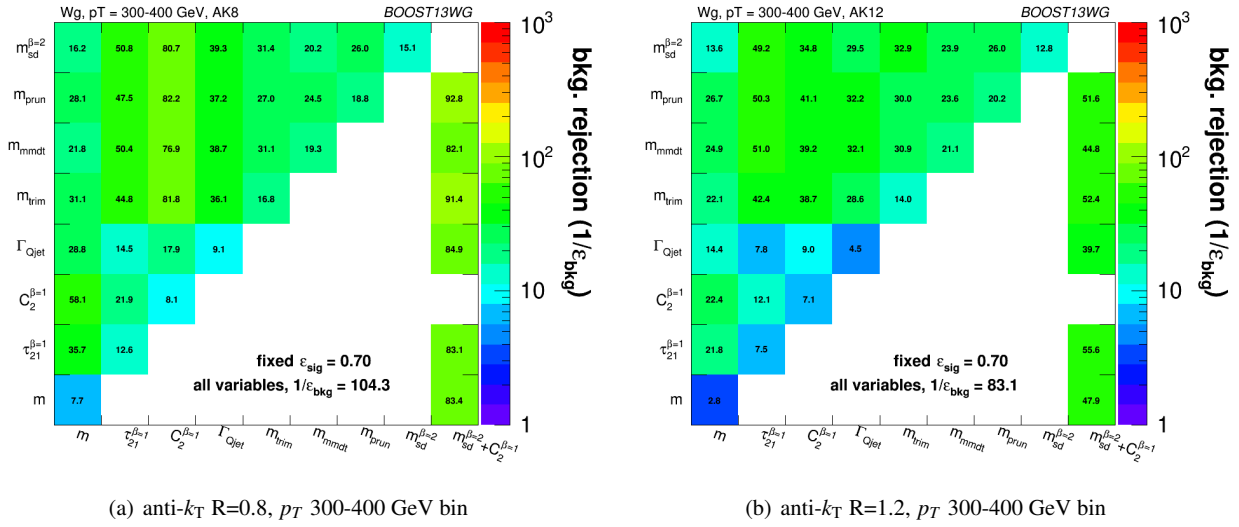 Wg, pT = 300-400 GeV, AK8 BOOST13WG
m_sd^β=2 16.2 50.8 80.7 39.3 31.4 20.2 26.0 15.1
m_prun 28.1 47.5 82.2 37.2 27.0 24.5 18.8 92.8
m_mmdt 21.8 50.4 76.9 38.7 31.1 19.3 82.1
m_trim 31.1 44.8 81.8 36.1 16.8 91.4
Γ_Qjet 28.8 14.5 17.9 9.1 84.9
C_2^β=1 58.1 21.9 8.1
τ_21^β=1 35.7 12.6 83.1
fixed ε_sig = 0.70
all variables, 1/ε_bkg = 104.3
m 7.7 83.4
m τ_21^β=1 C_2^β=1 Γ_Qjet m_trim m_mmdt m_prun m_sd^β=2 m_sd^β=2+C_2^β=1
10^3
10^2
10
1
bkg. rejection (1/ε_bkg)
(a) anti-k_T R=0.8, p_T 300-400 GeV bin
Wg, pT = 300-400 GeV, AK12 BOOST13WG
m_sd^β=2 13.6 49.2 34.8 29.5 32.9 23.9 26.0 12.8
m_prun 26.7 50.3 41.1 32.2 30.0 23.6 20.2 51.6
m_mmdt 24.9 51.0 39.2 32.1 30.9 21.1 44.8
m_trim 22.1 42.4 38.7 28.6 14.0 52.4
Γ_Qjet 14.4 7.8 9.0 4.5 39.7
C_2^β=1 22.4 12.1 7.1
τ_21^β=1 21.8 7.5 55.6
fixed ε_sig = 0.70
all variables, 1/ε_bkg = 83.1
m 2.8 47.9
m τ_21^β=1 C_2^β=1 Γ_Qjet m_trim m_mmdt m_prun m_sd^β=2 m_sd^β=2+C_2^β=1
10^3
10^2
10
1
bkg. rejection (1/ε_bkg)
(b) anti-k_T R=1.2, p_T 300-400 GeV bin